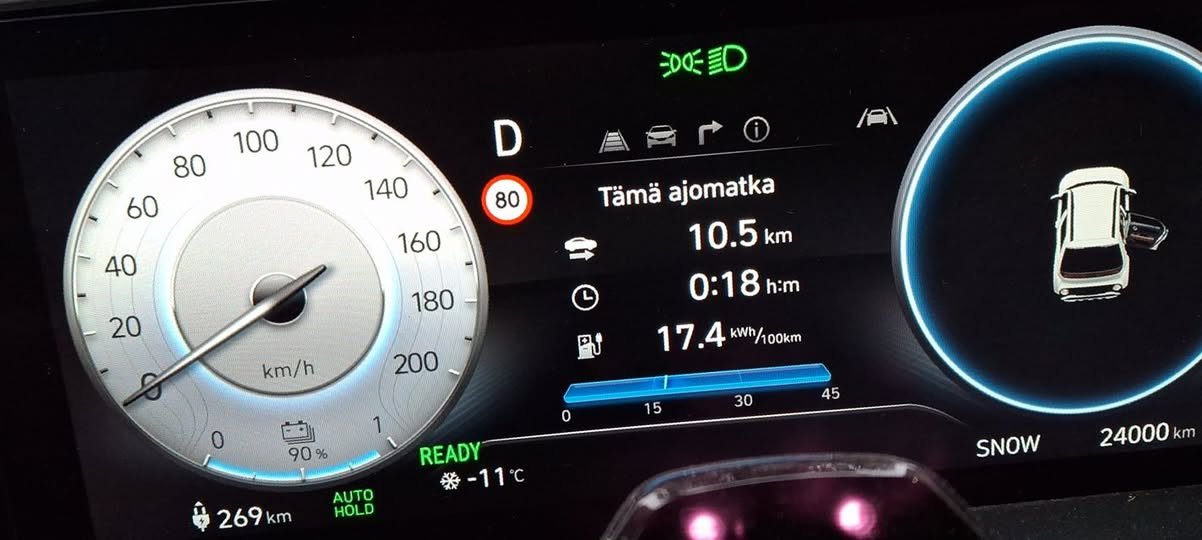 D
80
Tämä ajomatka
10.5 km
0:18 h:m
17.4 kWh/100km
0 15 30 45
0 20 40 60 80 100 120 140 160 180 200
km/h
0 1
90 %
READY
-11 °C
AUTO
HOLD
269 km
SNOW
24000 km